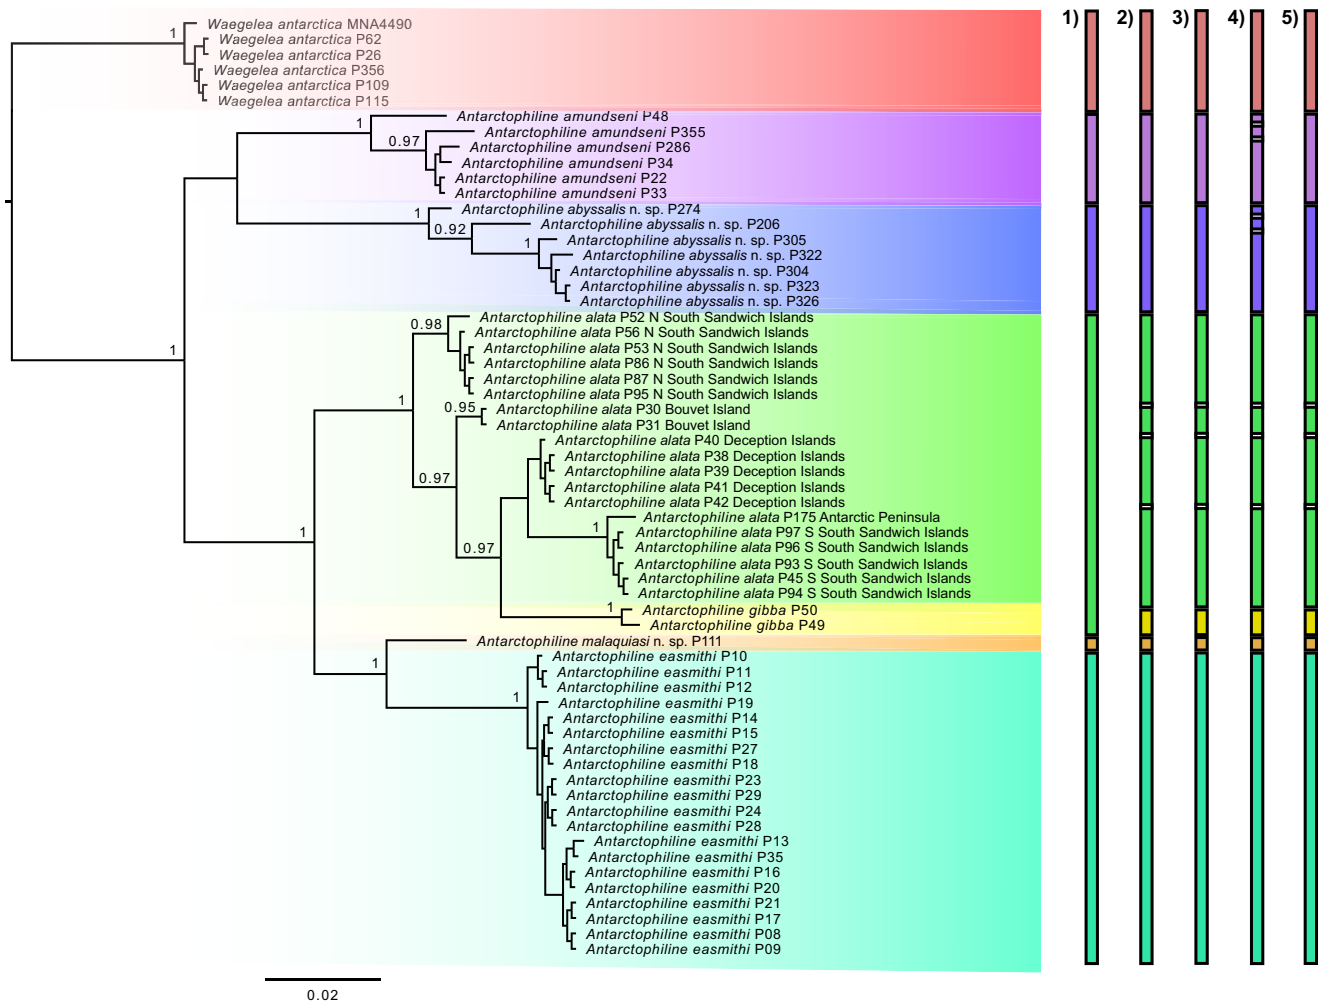 1) 2) 3) 4) 5)
Waegelea antarctica MNA4490
1
Waegelea antarctica P62
Waegelea antarctica P26
Waegelea antarctica P356
Waegelea antarctica P109
Waegelea antarctica P115
Antarctophiline amundseni P48
1
Antarctophiline amundseni P355
0.97
Antarctophiline amundseni P286
Antarctophiline amundseni P34
Antarctophiline amundseni P22
Antarctophiline amundseni P33
Antarctophiline abyssalis n. sp. P274
1
Antarctophiline abyssalis n. sp. P206
0.92
Antarctophiline abyssalis n. sp. P305
1
Antarctophiline abyssalis n. sp. P322
Antarctophiline abyssalis n. sp. P304
Antarctophiline abyssalis n. sp. P323
Antarctophiline abyssalis n. sp. P326
Antarctophiline alata P52 N South Sandwich Islands
0.98
Antarctophiline alata P56 N South Sandwich Islands
Antarctophiline alata P53 N South Sandwich Islands
1
Antarctophiline alata P86 N South Sandwich Islands
Antarctophiline alata P87 N South Sandwich Islands
Antarctophiline alata P95 N South Sandwich Islands
1
0.95
Antarctophiline alata P30 Bouvet Island
Antarctophiline alata P31 Bouvet Island
Antarctophiline alata P40 Deception Islands
Antarctophiline alata P38 Deception Islands
Antarctophiline alata P39 Deception Islands
0.97
Antarctophiline alata P41 Deception Islands
Antarctophiline alata P42 Deception Islands
Antarctophiline alata P175 Antarctic Peninsula
1
Antarctophiline alata P97 S South Sandwich Islands
1
Antarctophiline alata P96 S South Sandwich Islands
0.97
Antarctophiline alata P93 S South Sandwich Islands
Antarctophiline alata P45 S South Sandwich Islands
Antarctophiline alata P94 S South Sandwich Islands
1
Antarctophiline gibba P50
Antarctophiline gibba P49
Antarctophiline malaquiasi n. sp. P111
Antarctophiline easmithi P10
1
Antarctophiline easmithi P11
Antarctophiline easmithi P12
1
Antarctophiline easmithi P19
Antarctophiline easmithi P14
Antarctophiline easmithi P15
Antarctophiline easmithi P27
Antarctophiline easmithi P18
Antarctophiline easmithi P23
Antarctophiline easmithi P29
Antarctophiline easmithi P24
Antarctophiline easmithi P28
Antarctophiline easmithi P13
Antarctophiline easmithi P35
Antarctophiline easmithi P16
Antarctophiline easmithi P20
Antarctophiline easmithi P21
Antarctophiline easmithi P17
Antarctophiline easmithi P08
Antarctophiline easmithi P09
0.02